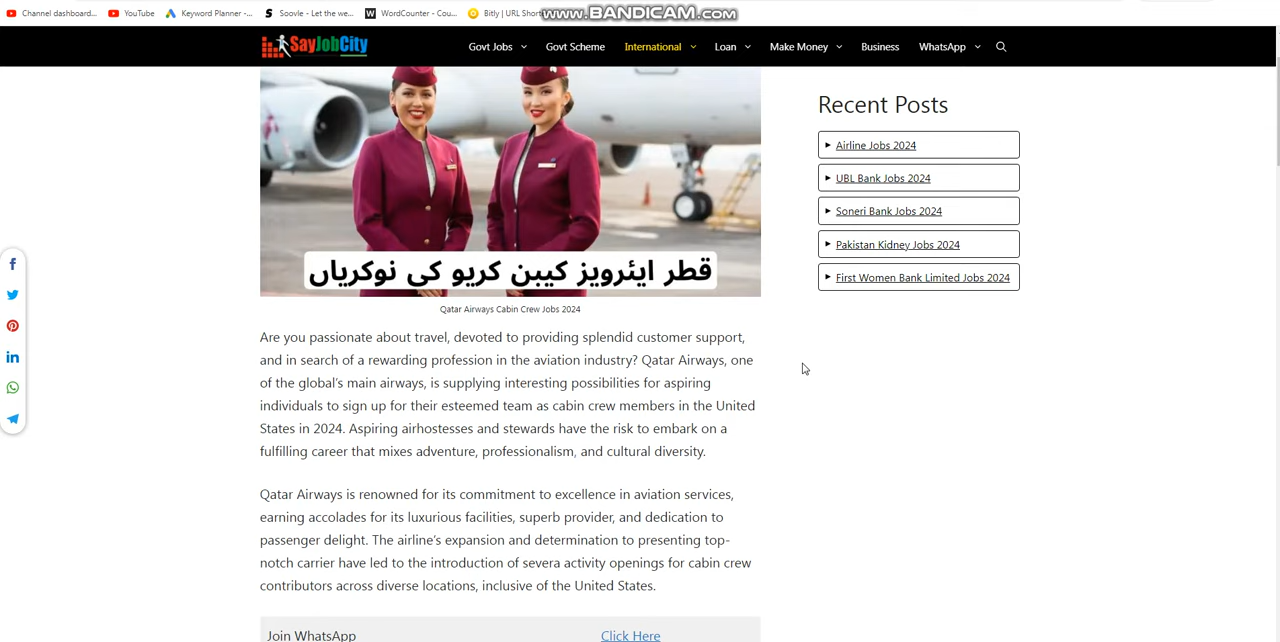 Channel dashboard...
YouTube
Keyword Planner -...
Soovle - Let the we...
WordCounter - Cou...
Bitly | URL Short
www.BANDICAM.com
SayJobCity
Govt Jobs
Govt Scheme
International
Loan
Make Money
Business
WhatsApp
قطر ایئرویز کیبن کریو کی نوکریاں
Qatar Airways Cabin Crew Jobs 2024
Are you passionate about travel, devoted to providing splendid customer support,
and in search of a rewarding profession in the aviation industry? Qatar Airways, one
of the global's main airways, is supplying interesting possibilities for aspiring
individuals to sign up for their esteemed team as cabin crew members in the United
States in 2024. Aspiring airhostesses and stewards have the risk to embark on a
fulfilling career that mixes adventure, professionalism, and cultural diversity.
Qatar Airways is renowned for its commitment to excellence in aviation services,
earning accolades for its luxurious facilities, superb provider, and dedication to
passenger delight. The airline's expansion and determination to presenting top-
notch carrier have led to the introduction of severa activity openings for cabin crew
contributors across diverse locations, inclusive of the United States.
Join WhatsApp
Click Here
Recent Posts
Airline Jobs 2024
UBL Bank Jobs 2024
Soneri Bank Jobs 2024
Pakistan Kidney Jobs 2024
First Women Bank Limited Jobs 2024